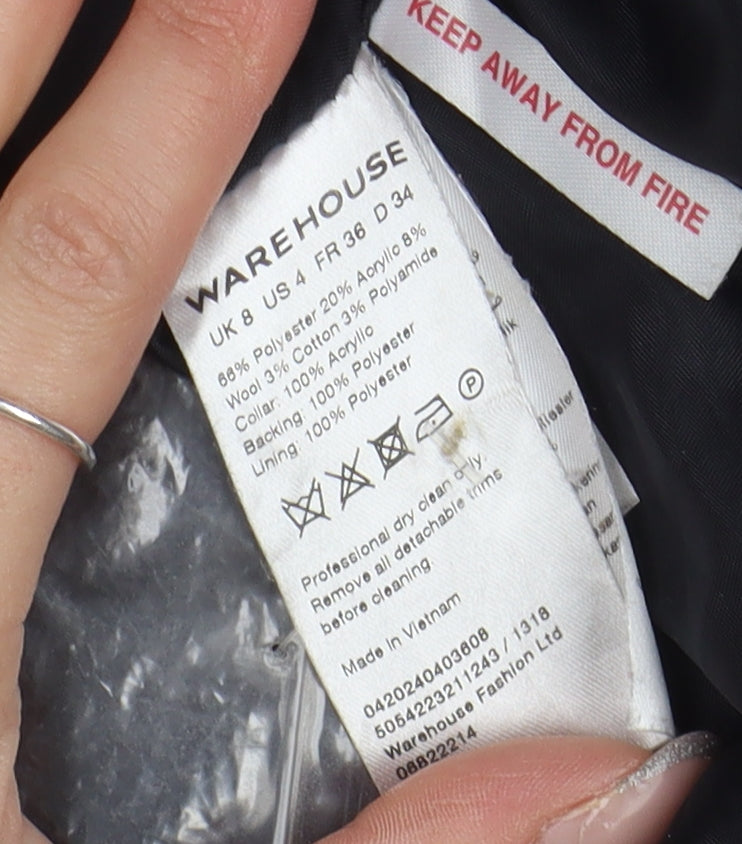 KEEP AWAY FROM FIRE
WAREHOUSE
UK 8 US 4 FR 36 D 34
66% Polyester 20% Acrylic 8%
Wool 3% Cotton 3% Polyamide
Collar: 100% Acrylic
Backing: 100% Polyester
Lining: 100% Polyester
P
Professional dry clean only.
Remove all detachable trims
before cleaning.
Made in Vietnam
0420240403608
5054223211243 / 1318
Warehouse Fashion Ltd
06822214